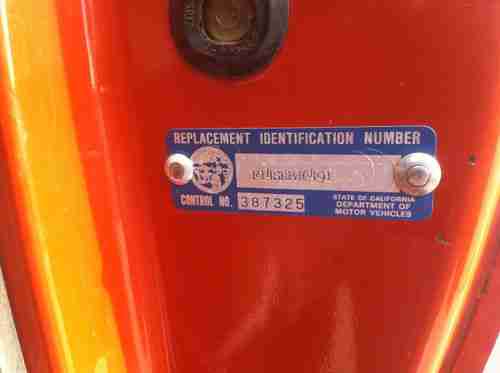 REPLACEMENT IDENTIFICATION NUMBER
CONTROL NO. 387325
STATE OF CALIFORNIA
DEPARTMENT OF
MOTOR VEHICLES